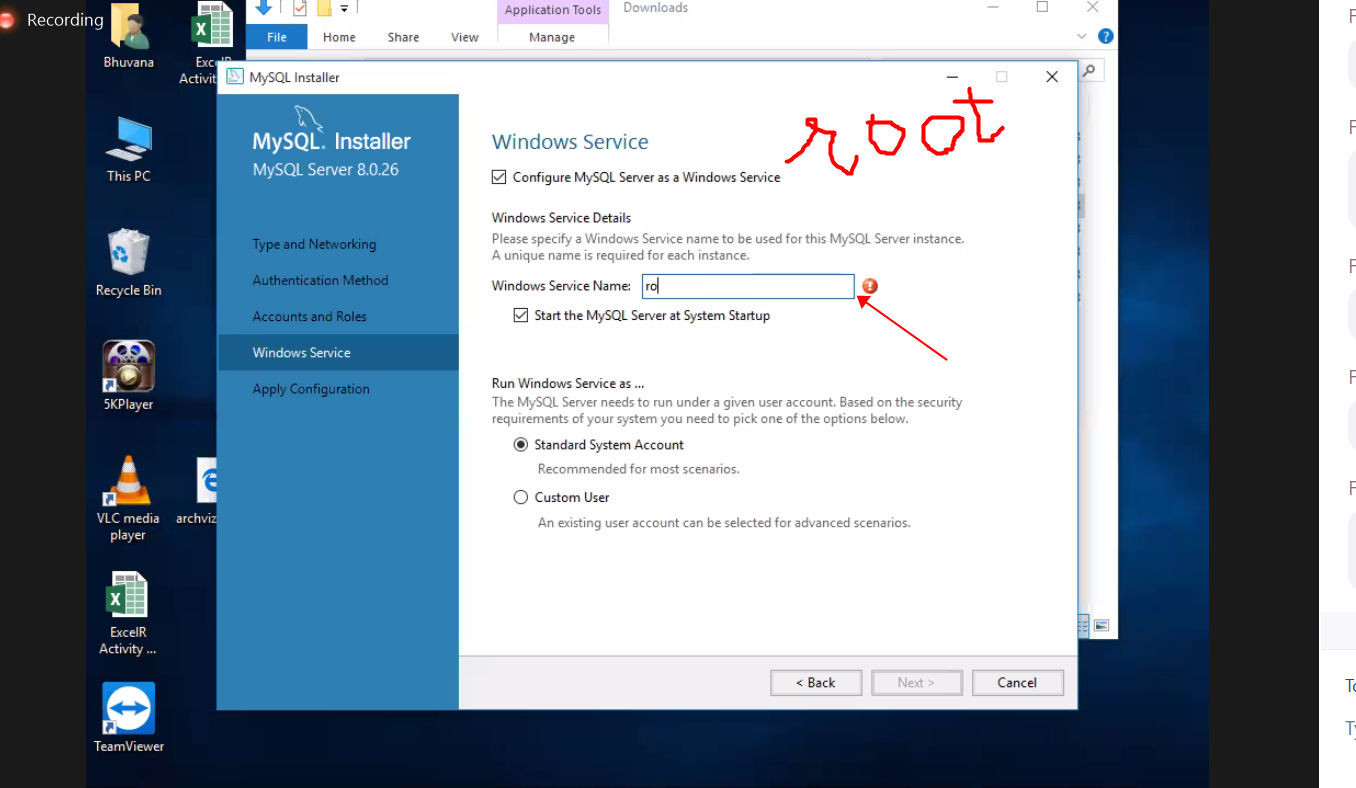 Recording
Bhuvana
This PC
Recycle Bin
5KPlayer
VLC media
player
archviz
ExcelR
Activity ...
TeamViewer
Application Tools
Downloads
File
Home
Share
View
Manage
MySQL Installer
MySQL. Installer
MySQL Server 8.0.26
Type and Networking
Authentication Method
Accounts and Roles
Windows Service
Apply Configuration
root
Windows Service
Configure MySQL Server as a Windows Service
Windows Service Details
Please specify a Windows Service name to be used for this MySQL Server instance.
A unique name is required for each instance.
Windows Service Name: ro
Start the MySQL Server at System Startup
Run Windows Service as ...
The MySQL Server needs to run under a given user account. Based on the security
requirements of your system you need to pick one of the options below.
Standard System Account
Recommended for most scenarios.
Custom User
An existing user account can be selected for advanced scenarios.
< Back
Next >
Cancel